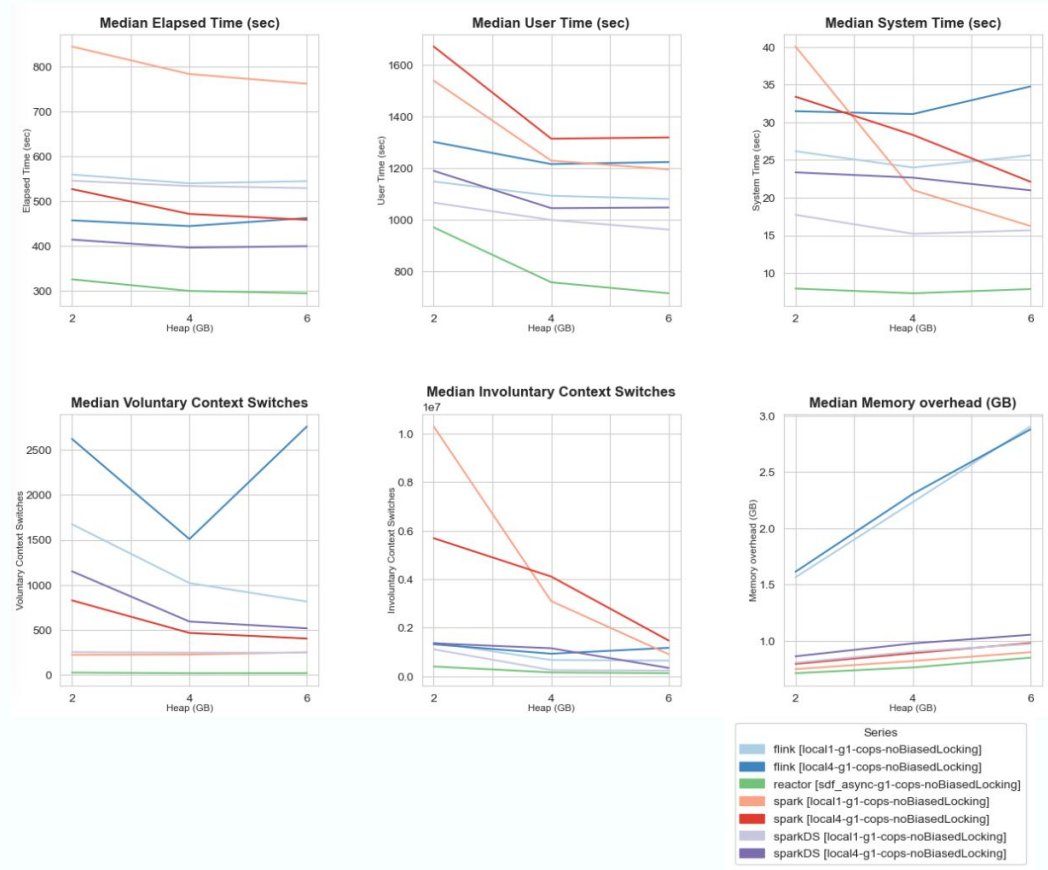 Median Elapsed Time (sec)
Elapsed Time (sec)
800
700
600
500
400
300
2 4 6
Heap (GB)
Median User Time (sec)
User Time (sec)
1600
1400
1200
1000
800
2 4 6
Heap (GB)
Median System Time (sec)
System Time (sec)
40
35
30
25
20
15
10
2 4 6
Heap (GB)
Median Voluntary Context Switches
Voluntary Context Switches
2500
2000
1500
1000
500
0
2 4 6
Heap (GB)
Median Involuntary Context Switches
1e7
Involuntary Context Switches
1.0
0.8
0.6
0.4
0.2
0.0
2 4 6
Heap (GB)
Median Memory overhead (GB)
Memory overhead (GB)
3.0
2.5
2.0
1.5
1.0
2 4 6
Heap (GB)
Series
flink [local1-g1-cops-noBiasedLocking]
flink [local4-g1-cops-noBiasedLocking]
reactor [sdf_async-g1-cops-noBiasedLocking]
spark [local1-g1-cops-noBiasedLocking]
spark [local4-g1-cops-noBiasedLocking]
sparkDS [local1-g1-cops-noBiasedLocking]
sparkDS [local4-g1-cops-noBiasedLocking]